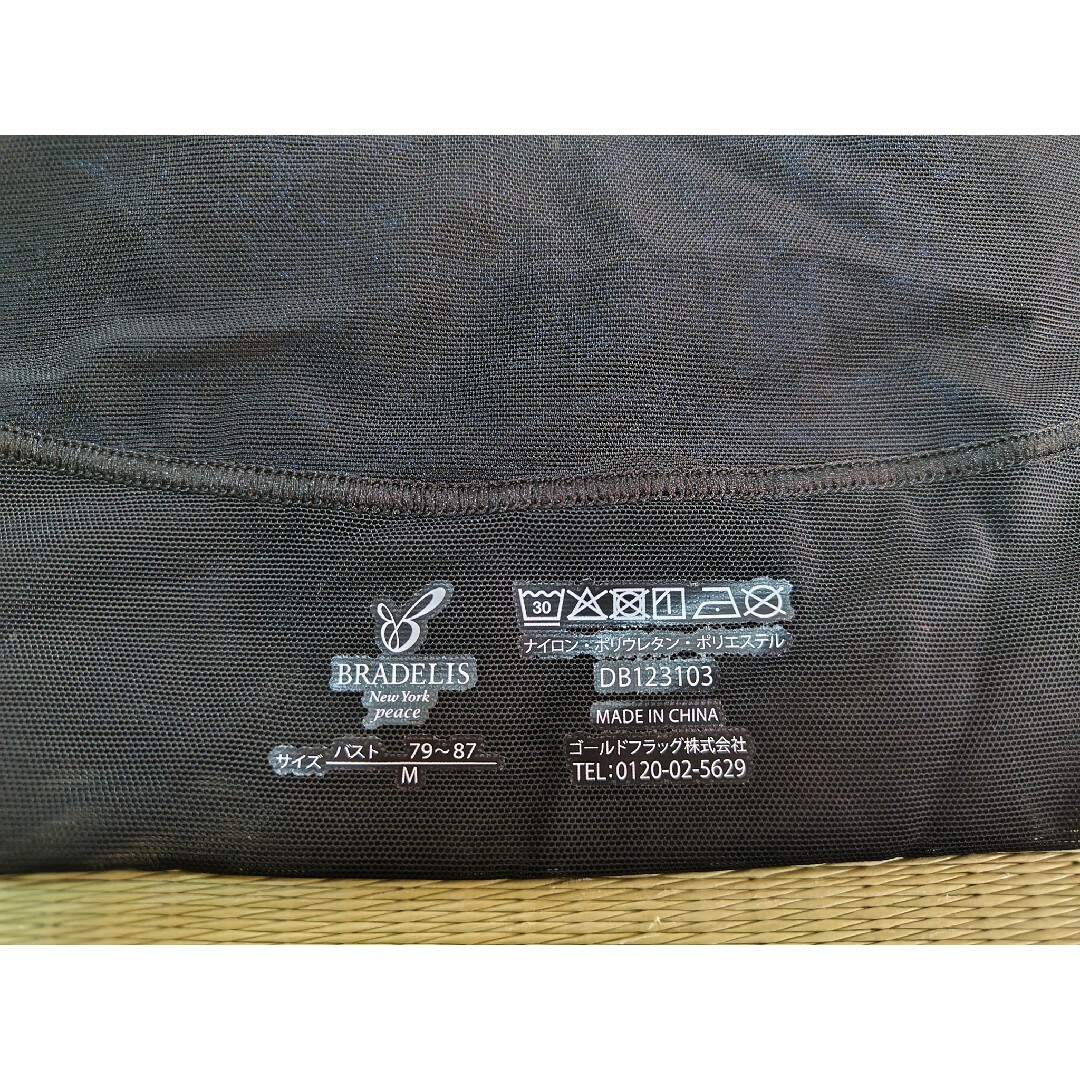 BRADELIS
New York
peace
サイズ バスト 79～87
M
30
ナイロン・ポリウレタン・ポリエステル
DB123103
MADE IN CHINA
ゴールドフラッグ株式会社
TEL:0120-02-5629